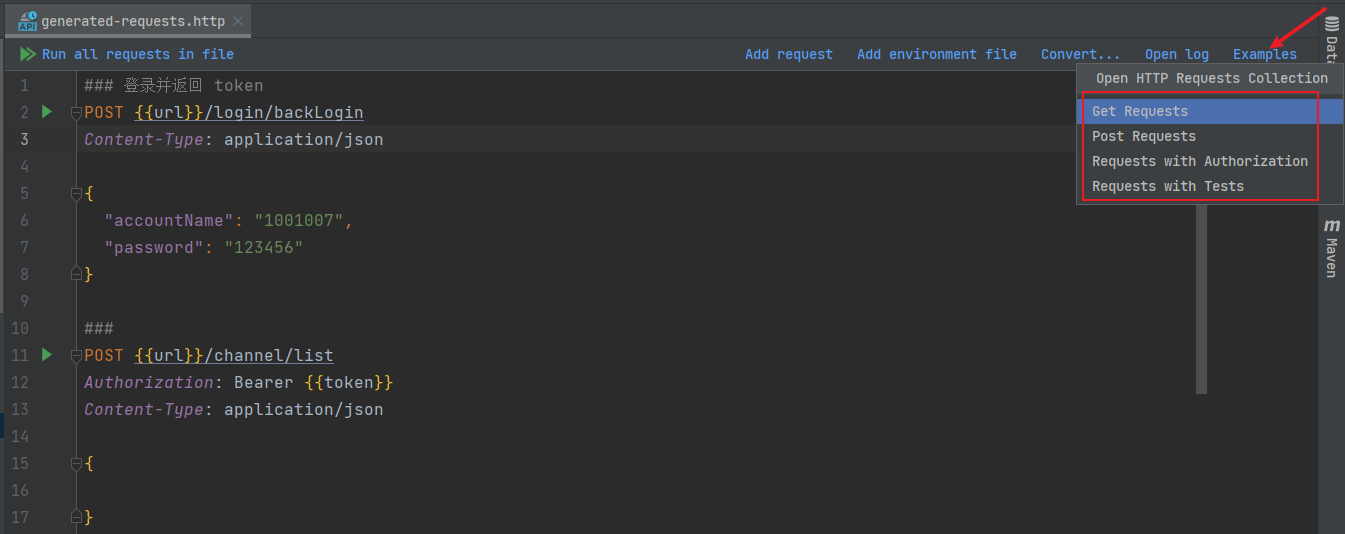 API generated-requests.http
Run all requests in file Add request Add environment file Convert... Open log Examples
Open HTTP Requests Collection
Get Requests
Post Requests
Requests with Authorization
Requests with Tests
1 ### 登录并返回 token
2 POST {{url}}/login/backLogin
3 Content-Type: application/json
4
5 {
6 "accountName": "1001007",
7 "password": "123456"
8 }
9
10 ###
11 POST {{url}}/channel/list
12 Authorization: Bearer {{token}}
13 Content-Type: application/json
14
15 {
16
17 }
m Maven